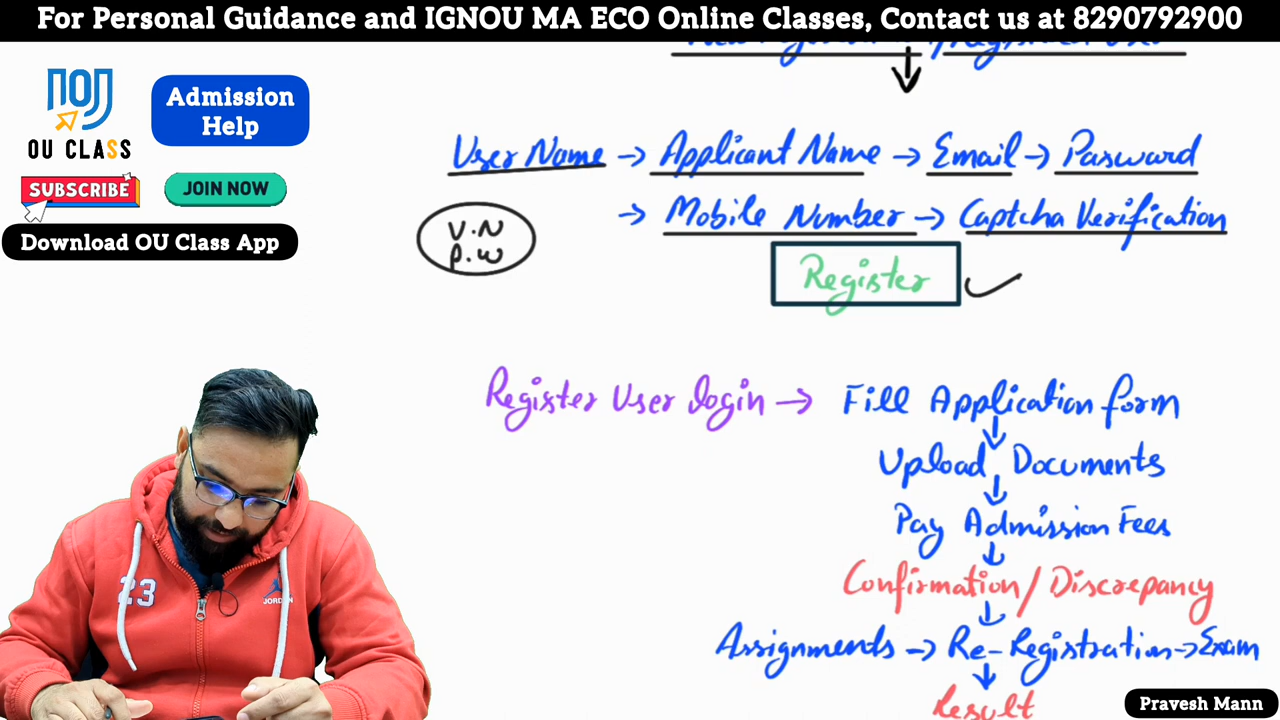 For Personal Guidance and IGNOU MA ECO Online Classes, Contact us at 8290792900
OU CLASS
Admission
Help
SUBSCRIBE
JOIN NOW
Download OU Class App
User Name → Applicant Name → Email → Pasward
→ Mobile Number → Captcha Verification
U.N
P.W
Register
Register User login → Fill Application form
Upload Documents
Pay Admission Fees
Confirmation / Discrepancy
Assignments → Re-Registration → Exam
Result
23
JORDAN
Pravesh Mann